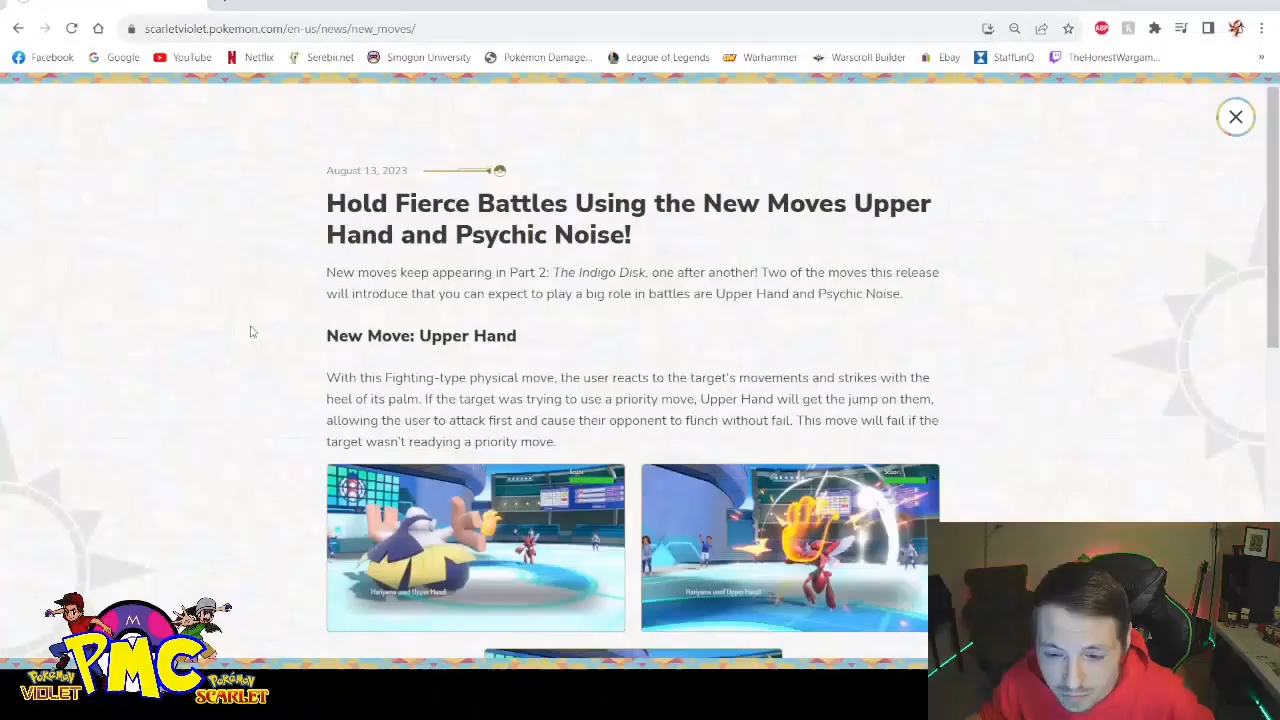 scarletviolet.pokemon.com/en-us/news/new_moves/
Facebook Google YouTube Netflix Serebii.net Smogon University Pokémon Damage... League of Legends Warhammer Warscroll Builder Ebay StaffLinQ TheHonestWargam... »
August 13, 2023
Hold Fierce Battles Using the New Moves Upper
Hand and Psychic Noise!
New moves keep appearing in Part 2: The Indigo Disk, one after another! Two of the moves this release
will introduce that you can expect to play a big role in battles are Upper Hand and Psychic Noise.
New Move: Upper Hand
With this Fighting-type physical move, the user reacts to the target's movements and strikes with the
heel of its palm. If the target was trying to use a priority move, Upper Hand will get the jump on them,
allowing the user to attack first and cause their opponent to flinch without fail. This move will fail if the
target wasn't readying a priority move.
Scizor
Scizor
Hariyama used Upper Hand!
Hariyama used Upper Hand!
M
PMC
POKÉMON VIOLET
POKÉMON SCARLET
ABP